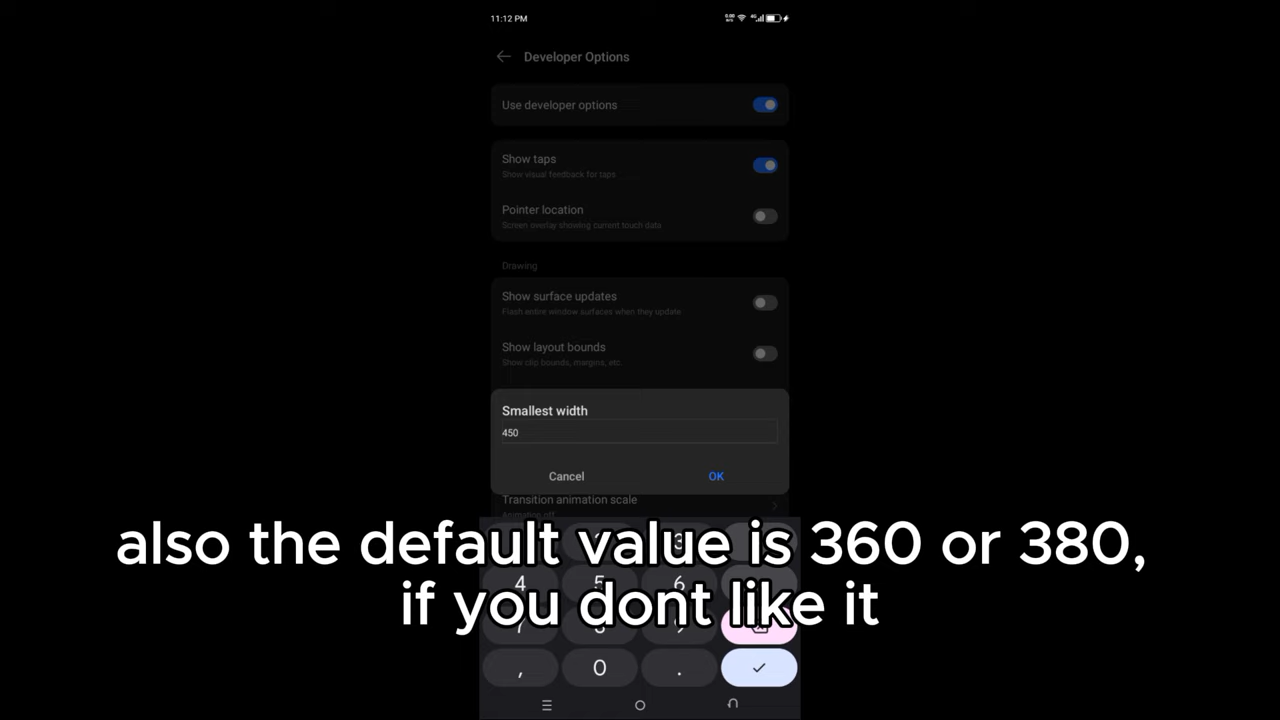 11:12 PM
Developer Options
Use developer options
Show taps
Show visual feedback for taps
Pointer location
Screen overlay showing current touch data
Drawing
Show surface updates
Flash entire window surfaces when they update
Show layout bounds
Show clip bounds, margins, etc.
Smallest width
450
Cancel OK
Transition animation scale
Animation off
also the default value is 360 or 380,
if you dont like it
4 5 6
, 0 .